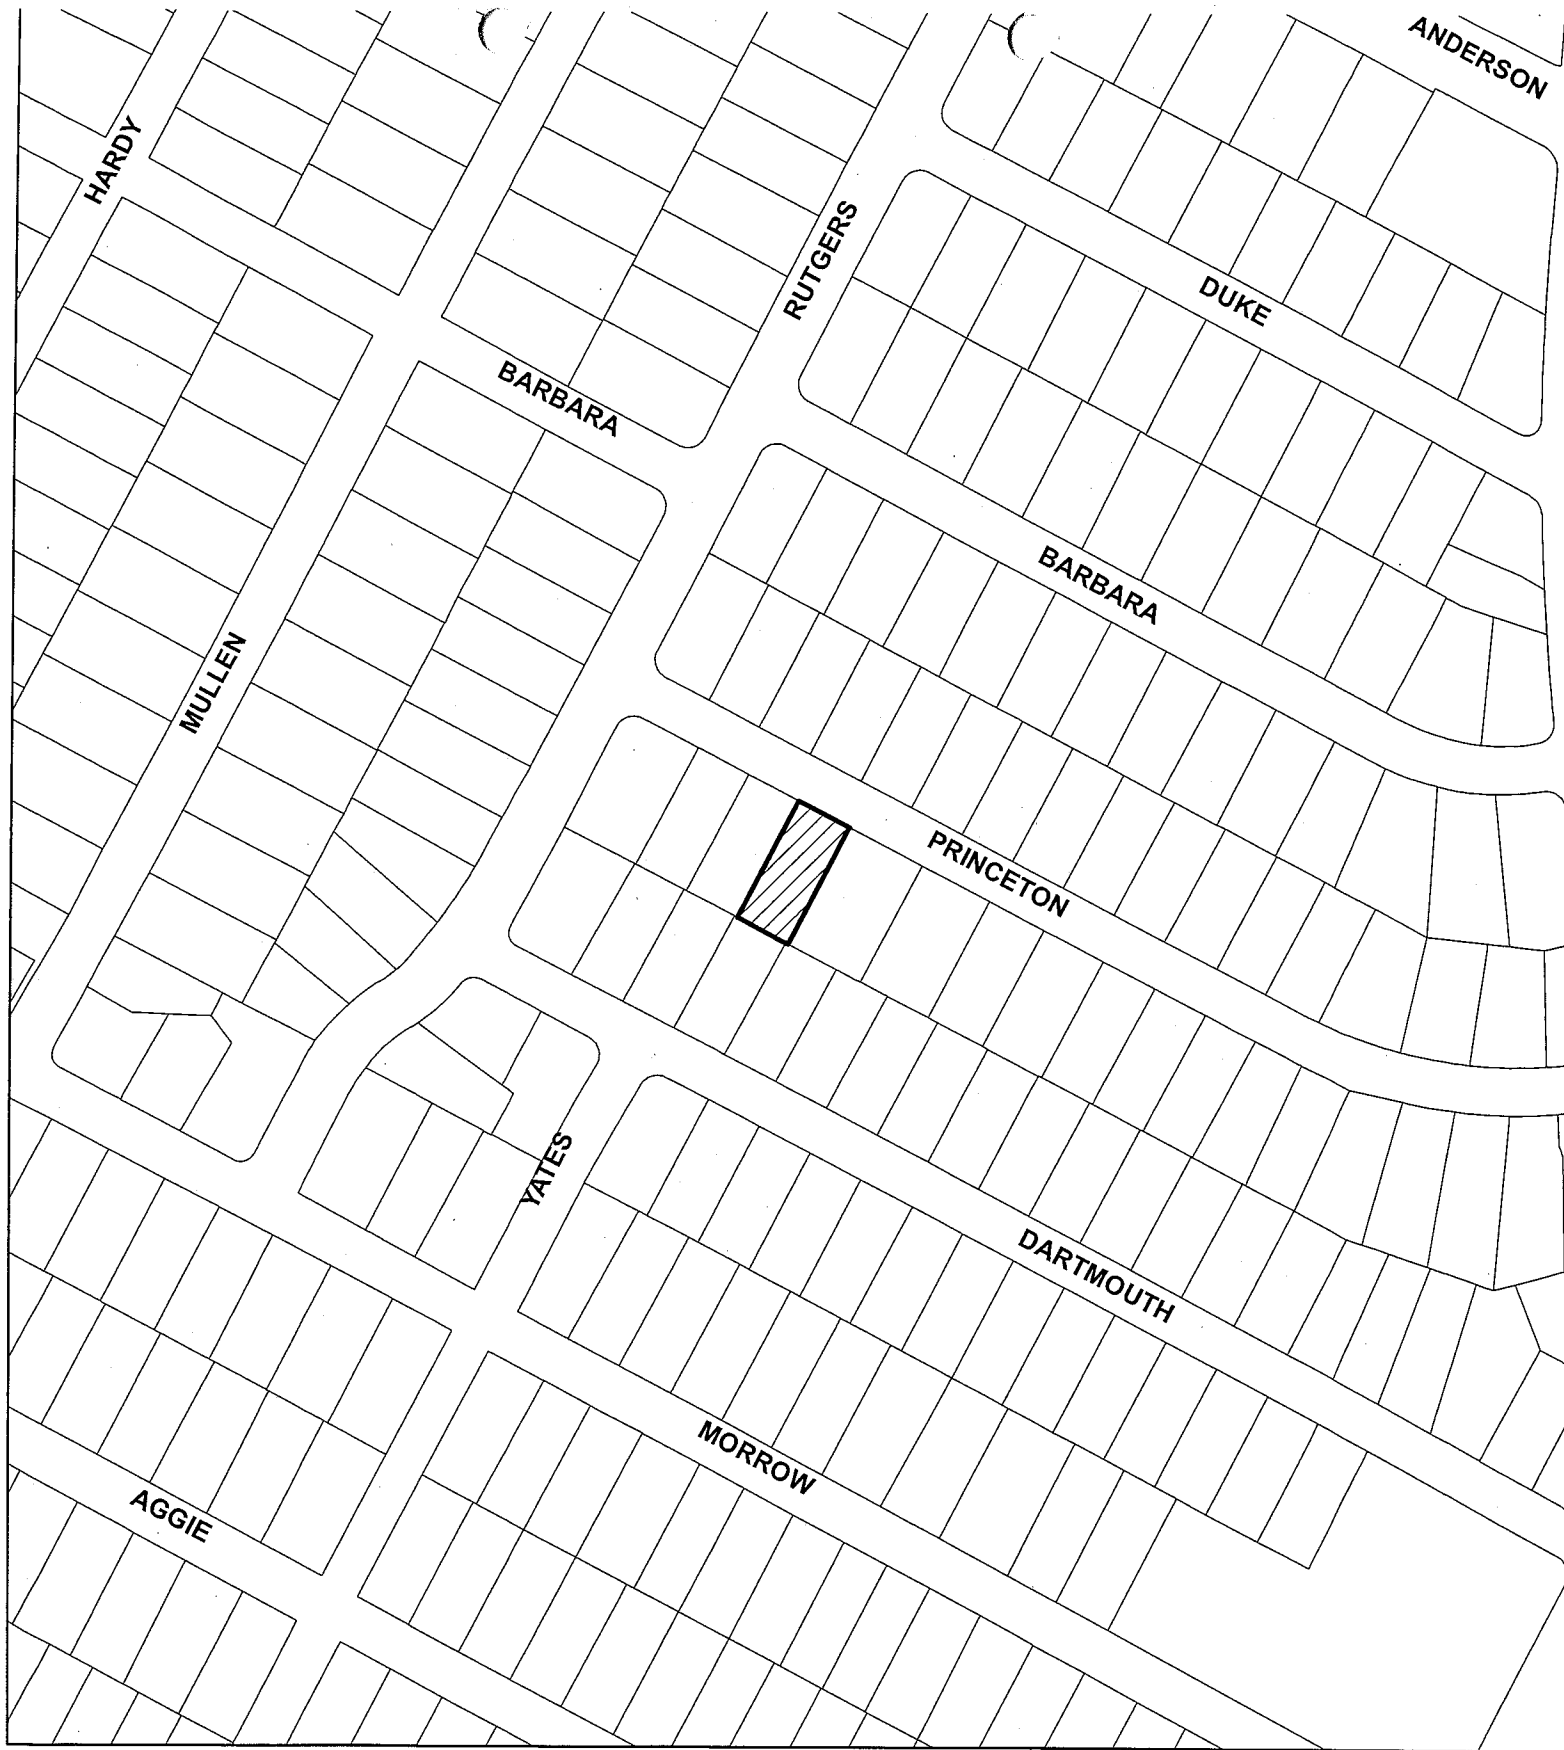 ANDERSON
HARDY
RUTGERS
DUKE
BARBARA
BARBARA
MULLEN
PRINCETON
YATES
DARTMOUTH
MORROW
AGGIE